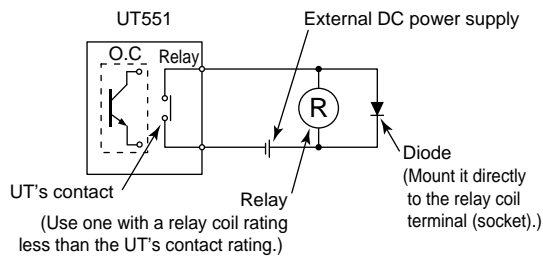 UT551
External DC power supply
O.C
Relay
R
Diode
(Mount it directly
to the relay coil
terminal (socket).)
UT's contact
Relay
(Use one with a relay coil rating
less than the UT's contact rating.)